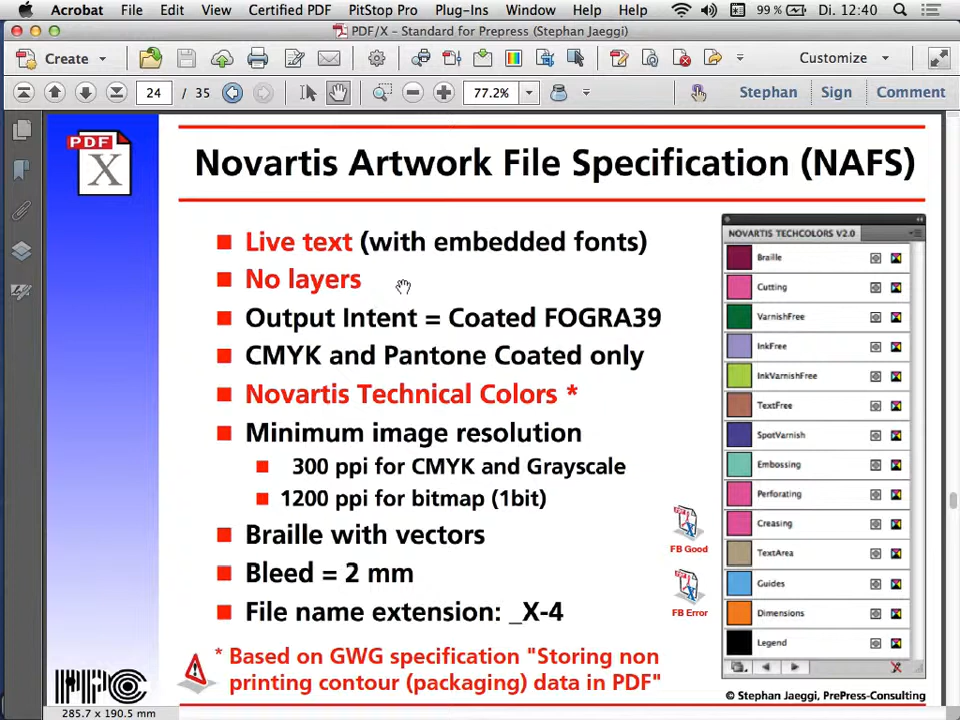 Acrobat File Edit View Certified PDF PitStop Pro Plug-Ins Window Help Help 99 % Di. 12:40
PDF/X - Standard for Prepress (Stephan Jaeggi)
Create Customize
24 / 35 77.2% Stephan Sign Comment
PDF
X
Novartis Artwork File Specification (NAFS)
Live text (with embedded fonts)
No layers
Output Intent = Coated FOGRA39
CMYK and Pantone Coated only
Novartis Technical Colors *
Minimum image resolution
300 ppi for CMYK and Grayscale
1200 ppi for bitmap (1bit)
Braille with vectors
Bleed = 2 mm
File name extension: _X-4
* Based on GWG specification "Storing non
printing contour (packaging) data in PDF"
FB Good
FB Error
NOVARTIS TECHCOLORS V2.0
Braille
Cutting
VarnishFree
InkFree
InkVarnishFree
TextFree
SpotVarnish
Embossing
Perforating
Creasing
TextArea
Guides
Dimensions
Legend
PPC
© Stephan Jaeggi, PrePress-Consulting
285.7 x 190.5 mm